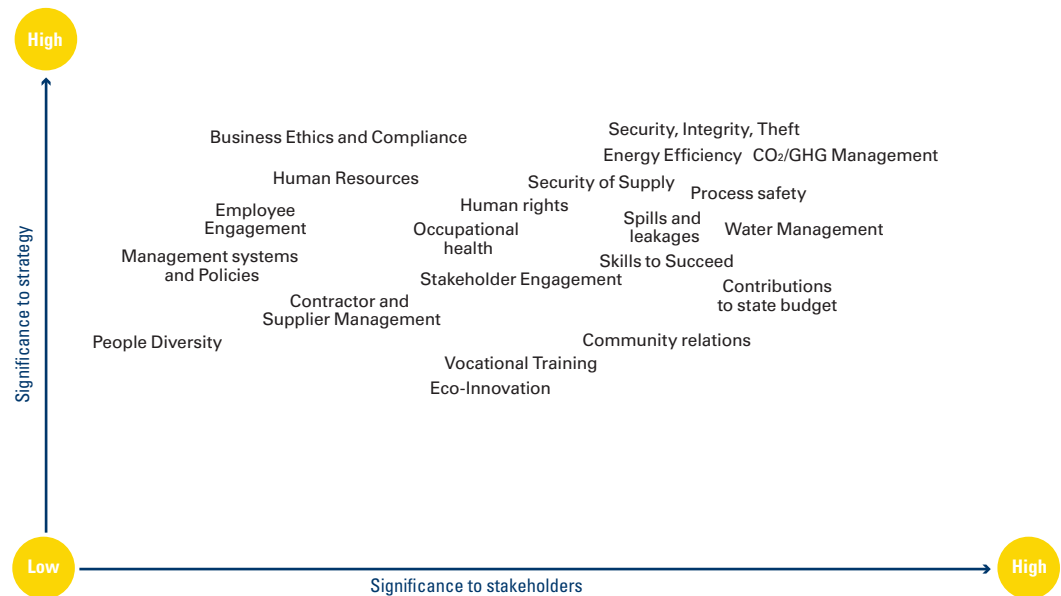 High
Security, Integrity, Theft
Business Ethics and Compliance
Energy Efficiency
CO₂/GHG Management
Human Resources
Security of Supply
Process safety
Human rights
Employee
Engagement
Occupational
health
Spills and
leakages
Water Management
Management systems
and Policies
Skills to Succeed
Stakeholder Engagement
Contributions
to state budget
Contractor and
Supplier Management
People Diversity
Community relations
Vocational Training
Eco-Innovation
Significance to strategy
Low
High
Significance to stakeholders